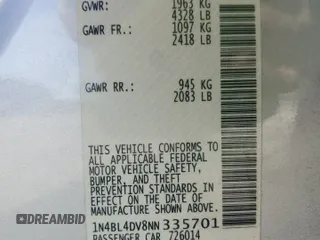 GVWR: 1963 KG
4328 LB
GAWR FR.: 1097 KG
2418 LB
GAWR RR.: 945 KG
2083 LB
THIS VEHICLE CONFORMS TO
ALL APPLICABLE FEDERAL
MOTOR VEHICLE SAFETY,
BUMPER, AND THEFT
PREVENTION STANDARDS
IN EFFECT ON THE DATE OF
MANUFACTURE SHOWN ABOVE.
1N4BL4DV8NN335701
PASSENGER CAR 726014
DREAMBID